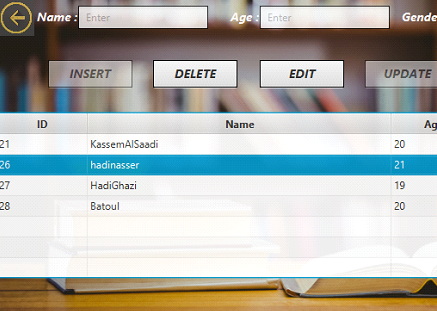 Name : Enter Age : Enter Gende
INSERT DELETE EDIT UPDATE
ID Name Ag
21 KassemAlSaadi 20
26 hadinasser 21
27 HadiGhazi 19
28 Batoul 20